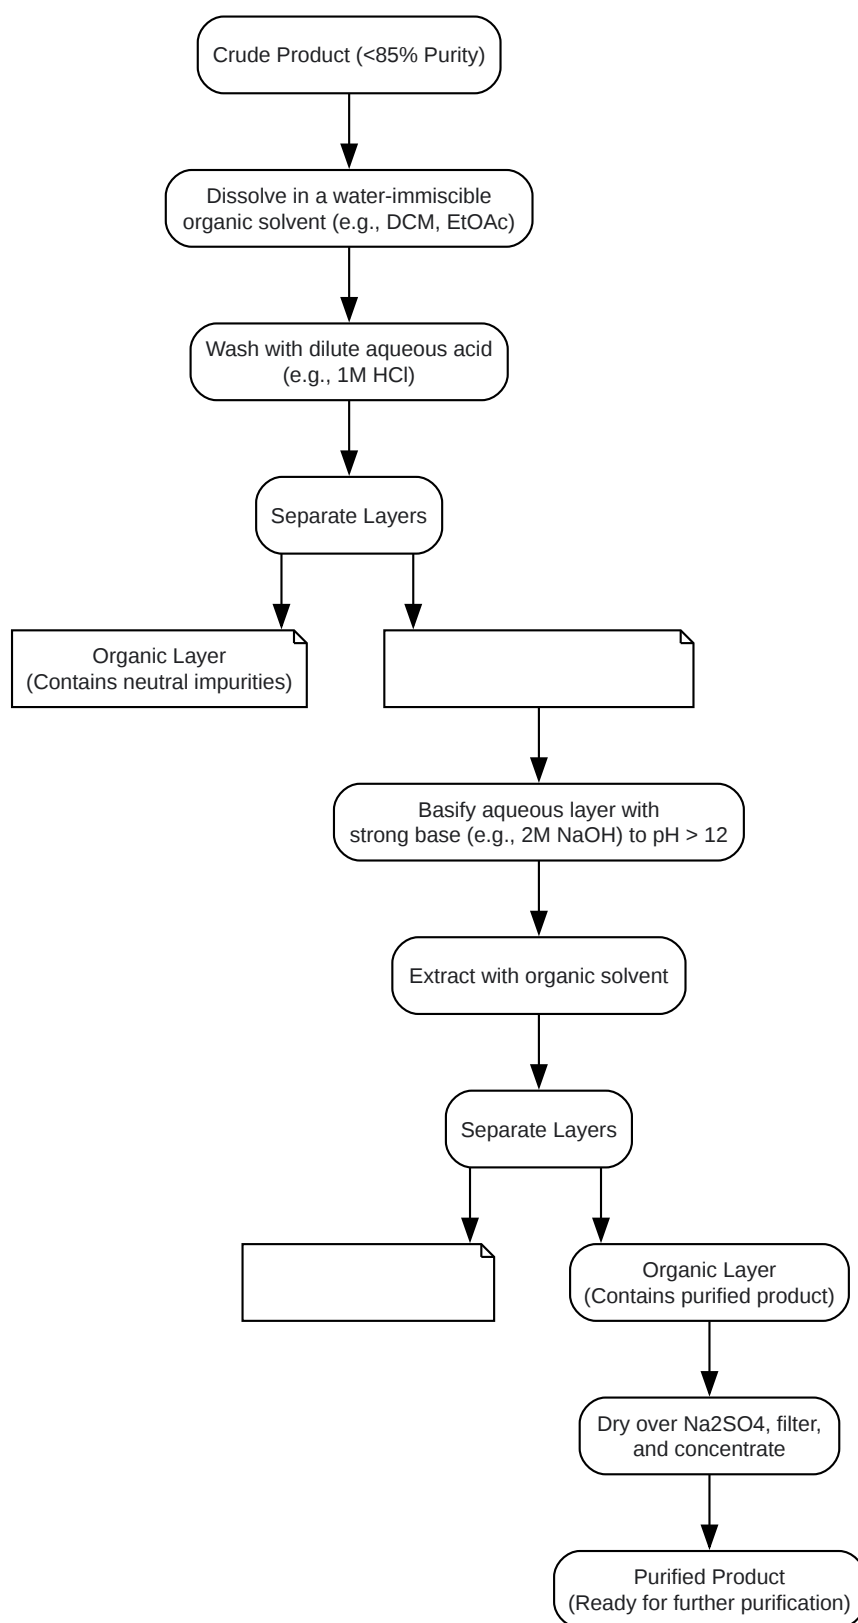 Crude Product (<85% Purity)
Dissolve in a water-immiscible
organic solvent (e.g., DCM, EtOAc)
Wash with dilute aqueous acid
(e.g., 1M HCl)
Separate Layers
Organic Layer
(Contains neutral impurities)
Basify aqueous layer with
strong base (e.g., 2M NaOH) to pH > 12
Extract with organic solvent
Separate Layers
Organic Layer
(Contains purified product)
Dry over Na2SO4, filter,
and concentrate
Purified Product
(Ready for further purification)